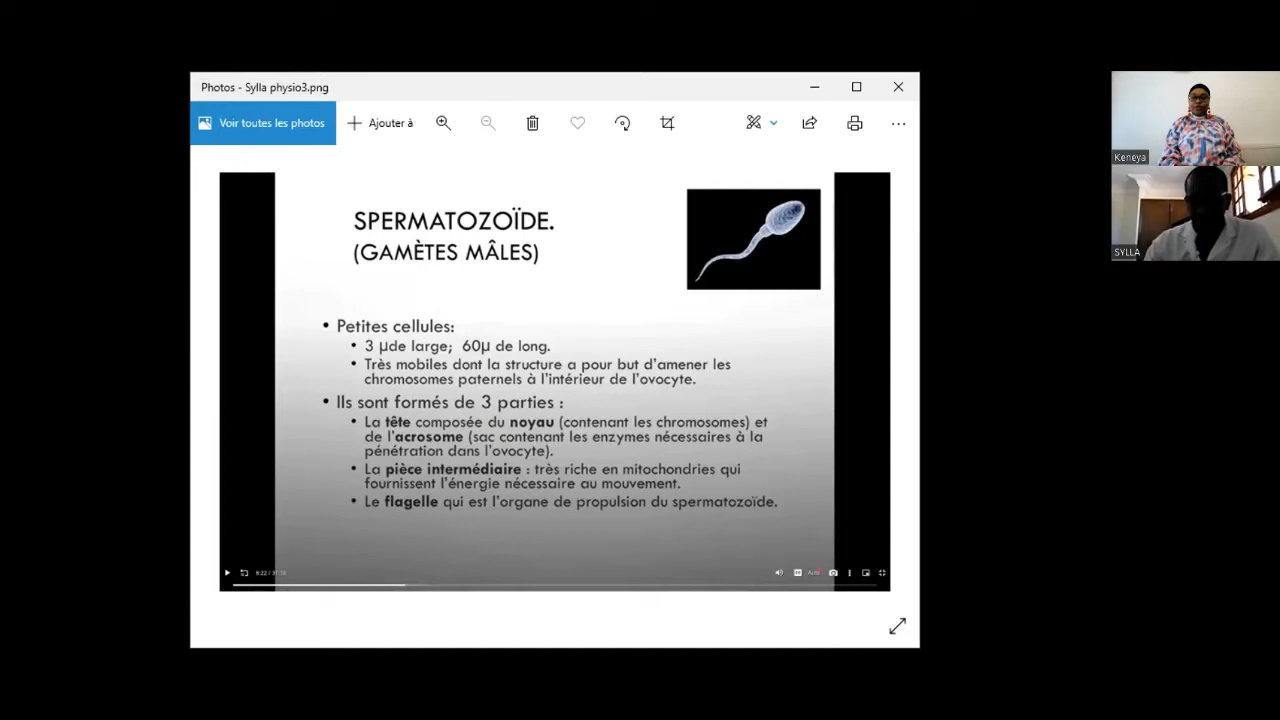 Photos - Sylla physio3.png
Voir toutes les photos
Ajouter à
SPERMATOZOÏDE.
(GAMÈTES MÂLES)
• Petites cellules:
• 3 µde large; 60µ de long.
• Très mobiles dont la structure a pour but d'amener les
chromosomes paternels à l'intérieur de l'ovocyte.
• Ils sont formés de 3 parties :
• La tête composée du noyau (contenant les chromosomes) et
de l'acrosome (sac contenant les enzymes nécessaires à la
pénétration dans l'ovocyte).
• La pièce intermédiaire : très riche en mitochondries qui
fournissent l'énergie nécessaire au mouvement.
• Le flagelle qui est l'organe de propulsion du spermatozoïde.
Keneya
SYLLA